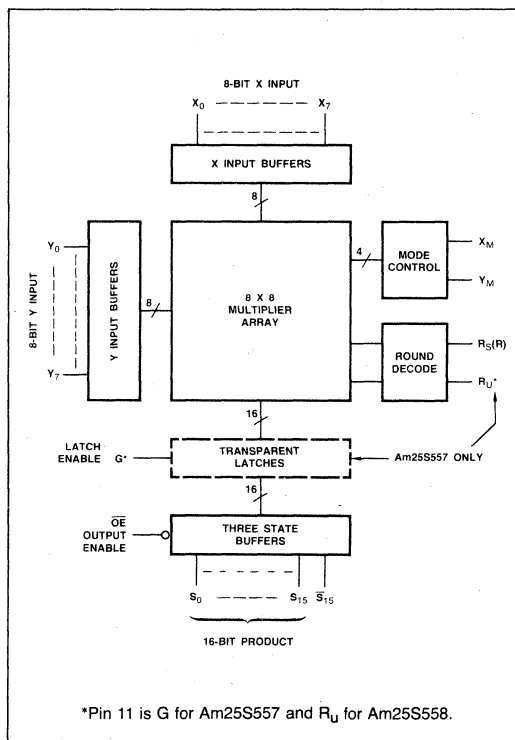 8-BIT X INPUT
X0 X7
X INPUT BUFFERS
8
8-BIT Y INPUT
Y0
Y7
Y INPUT BUFFERS
8
8 X 8
MULTIPLIER
ARRAY
4
MODE
CONTROL
XM
YM
ROUND
DECODE
RS(R)
RU*
16
LATCH
ENABLE G*
TRANSPARENT
LATCHES
Am25S557 ONLY
16
OE
OUTPUT
ENABLE
THREE STATE
BUFFERS
S0 S15 S̅15
16-BIT PRODUCT
*Pin 11 is G for Am25S557 and Ru for Am25S558.